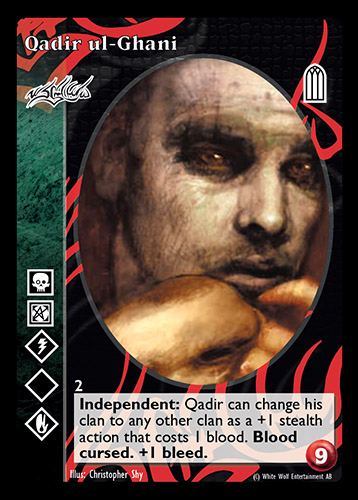 Qadir ul-Ghani
2
Independent: Qadir can change his
clan to any other clan as a +1 stealth
action that costs 1 blood. Blood
cursed. +1 bleed.
9
Illus: Christopher Shy
(C) White Wolf Entertainment AB